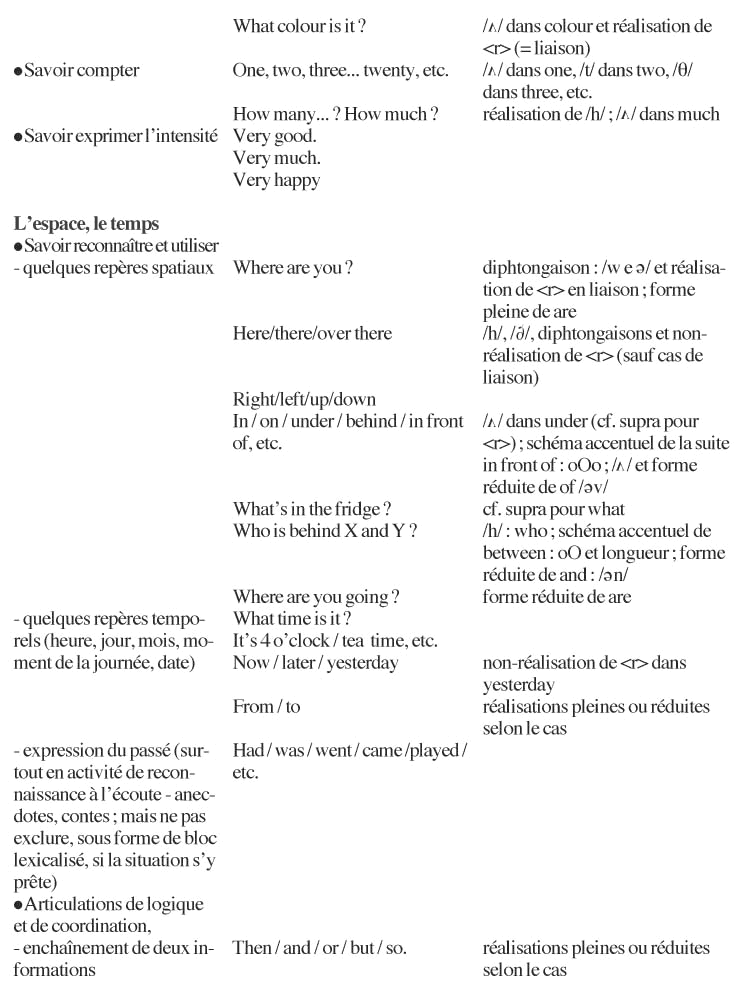 What colour is it ? /ʌ/ dans colour et réalisation de
<r> (= liaison)
●Savoir compter One, two, three... twenty, etc. /ʌ/ dans one, /t/ dans two, /θ/
dans three, etc.
How many... ? How much ? réalisation de /h/ ; /ʌ/ dans much
●Savoir exprimer l'intensité Very good.
Very much.
Very happy
L'espace, le temps
●Savoir reconnaître et utiliser
- quelques repères spatiaux Where are you ? diphtongaison : /w e ə/ et réalisa-
tion de <r> en liaison ; forme
pleine de are
Here/there/over there /h/, /ð/, diphtongaisons et non-
réalisation de <r> (sauf cas de
liaison)
Right/left/up/down
In / on / under / behind / in front /ʌ/ dans under (cf. supra pour
of, etc. <r>) ; schéma accentuel de la suite
in front of : oOo ; /ʌ/ et forme
réduite de of /əv/
What's in the fridge ? cf. supra pour what
Who is behind X and Y ? /h/ : who ; schéma accentuel de
between : oO et longueur ; forme
réduite de and : /ən/
Where are you going ? forme réduite de are
- quelques repères tempo- What time is it ?
rels (heure, jour, mois, mo- It's 4 o'clock / tea time, etc.
ment de la journée, date) Now / later / yesterday non-réalisation de <r> dans
yesterday
From / to réalisations pleines ou réduites
selon le cas
- expression du passé (sur- Had / was / went / came /played /
tout en activité de recon- etc.
naissance à l'écoute - anec-
dotes, contes ; mais ne pas
exclure, sous forme de bloc
lexicalisé, si la situation s'y
prête)
●Articulations de logique
et de coordination,
- enchaînement de deux in- Then / and / or / but / so. réalisations pleines ou réduites
formations selon le cas